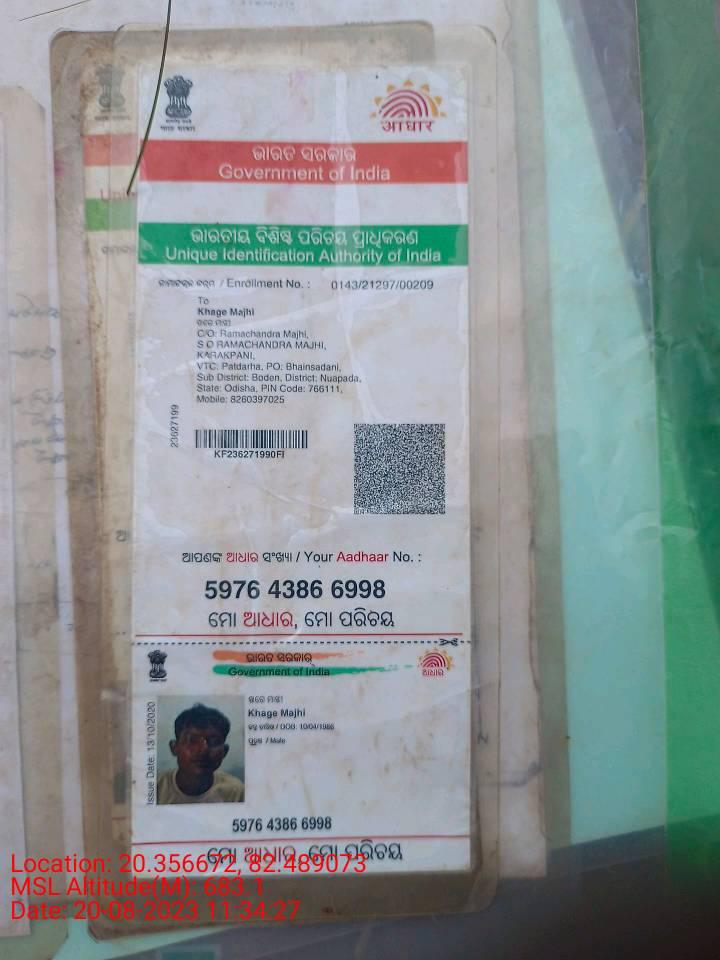 आधार
ଭାରତ ସରକାର
Government of India
ଭାରତୀୟ ବିଶିଷ୍ଟ ପରିଚୟ ପ୍ରାଧିକରଣ
Unique Identification Authority of India
/ Enrollment No. : 0143/21297/00209
To
Khage Majhi
C/O: Ramachandra Majhi,
S O RAMACHANDRA MAJHI,
KARAKPANI,
VTC: Patdarha, PO: Bhainsadani,
Sub District: Boden, District: Nuapada,
State: Odisha, PIN Code: 766111,
Mobile: 8260397025
23627199
KF236271990FI
ଆପଣଙ୍କ ଆଧାର ସଂଖ୍ୟା / Your Aadhaar No. :
5976 4386 6998
ମୋ ଆଧାର, ମୋ ପରିଚୟ
ଭାରତ ସରକାର
Government of India
ଆଧାର
Issue Date: 13/10/2020
Khage Majhi
/ DOB: 10/04/1986
ପୁରୁଷ / Male
5976 4386 6998
ମୋ ଆଧାର, ମୋ ପରିଚୟ
Location: 20.356672, 82.489073
MSL Altitude(M): 683.1
Date: 20-08-2023 11:34:27